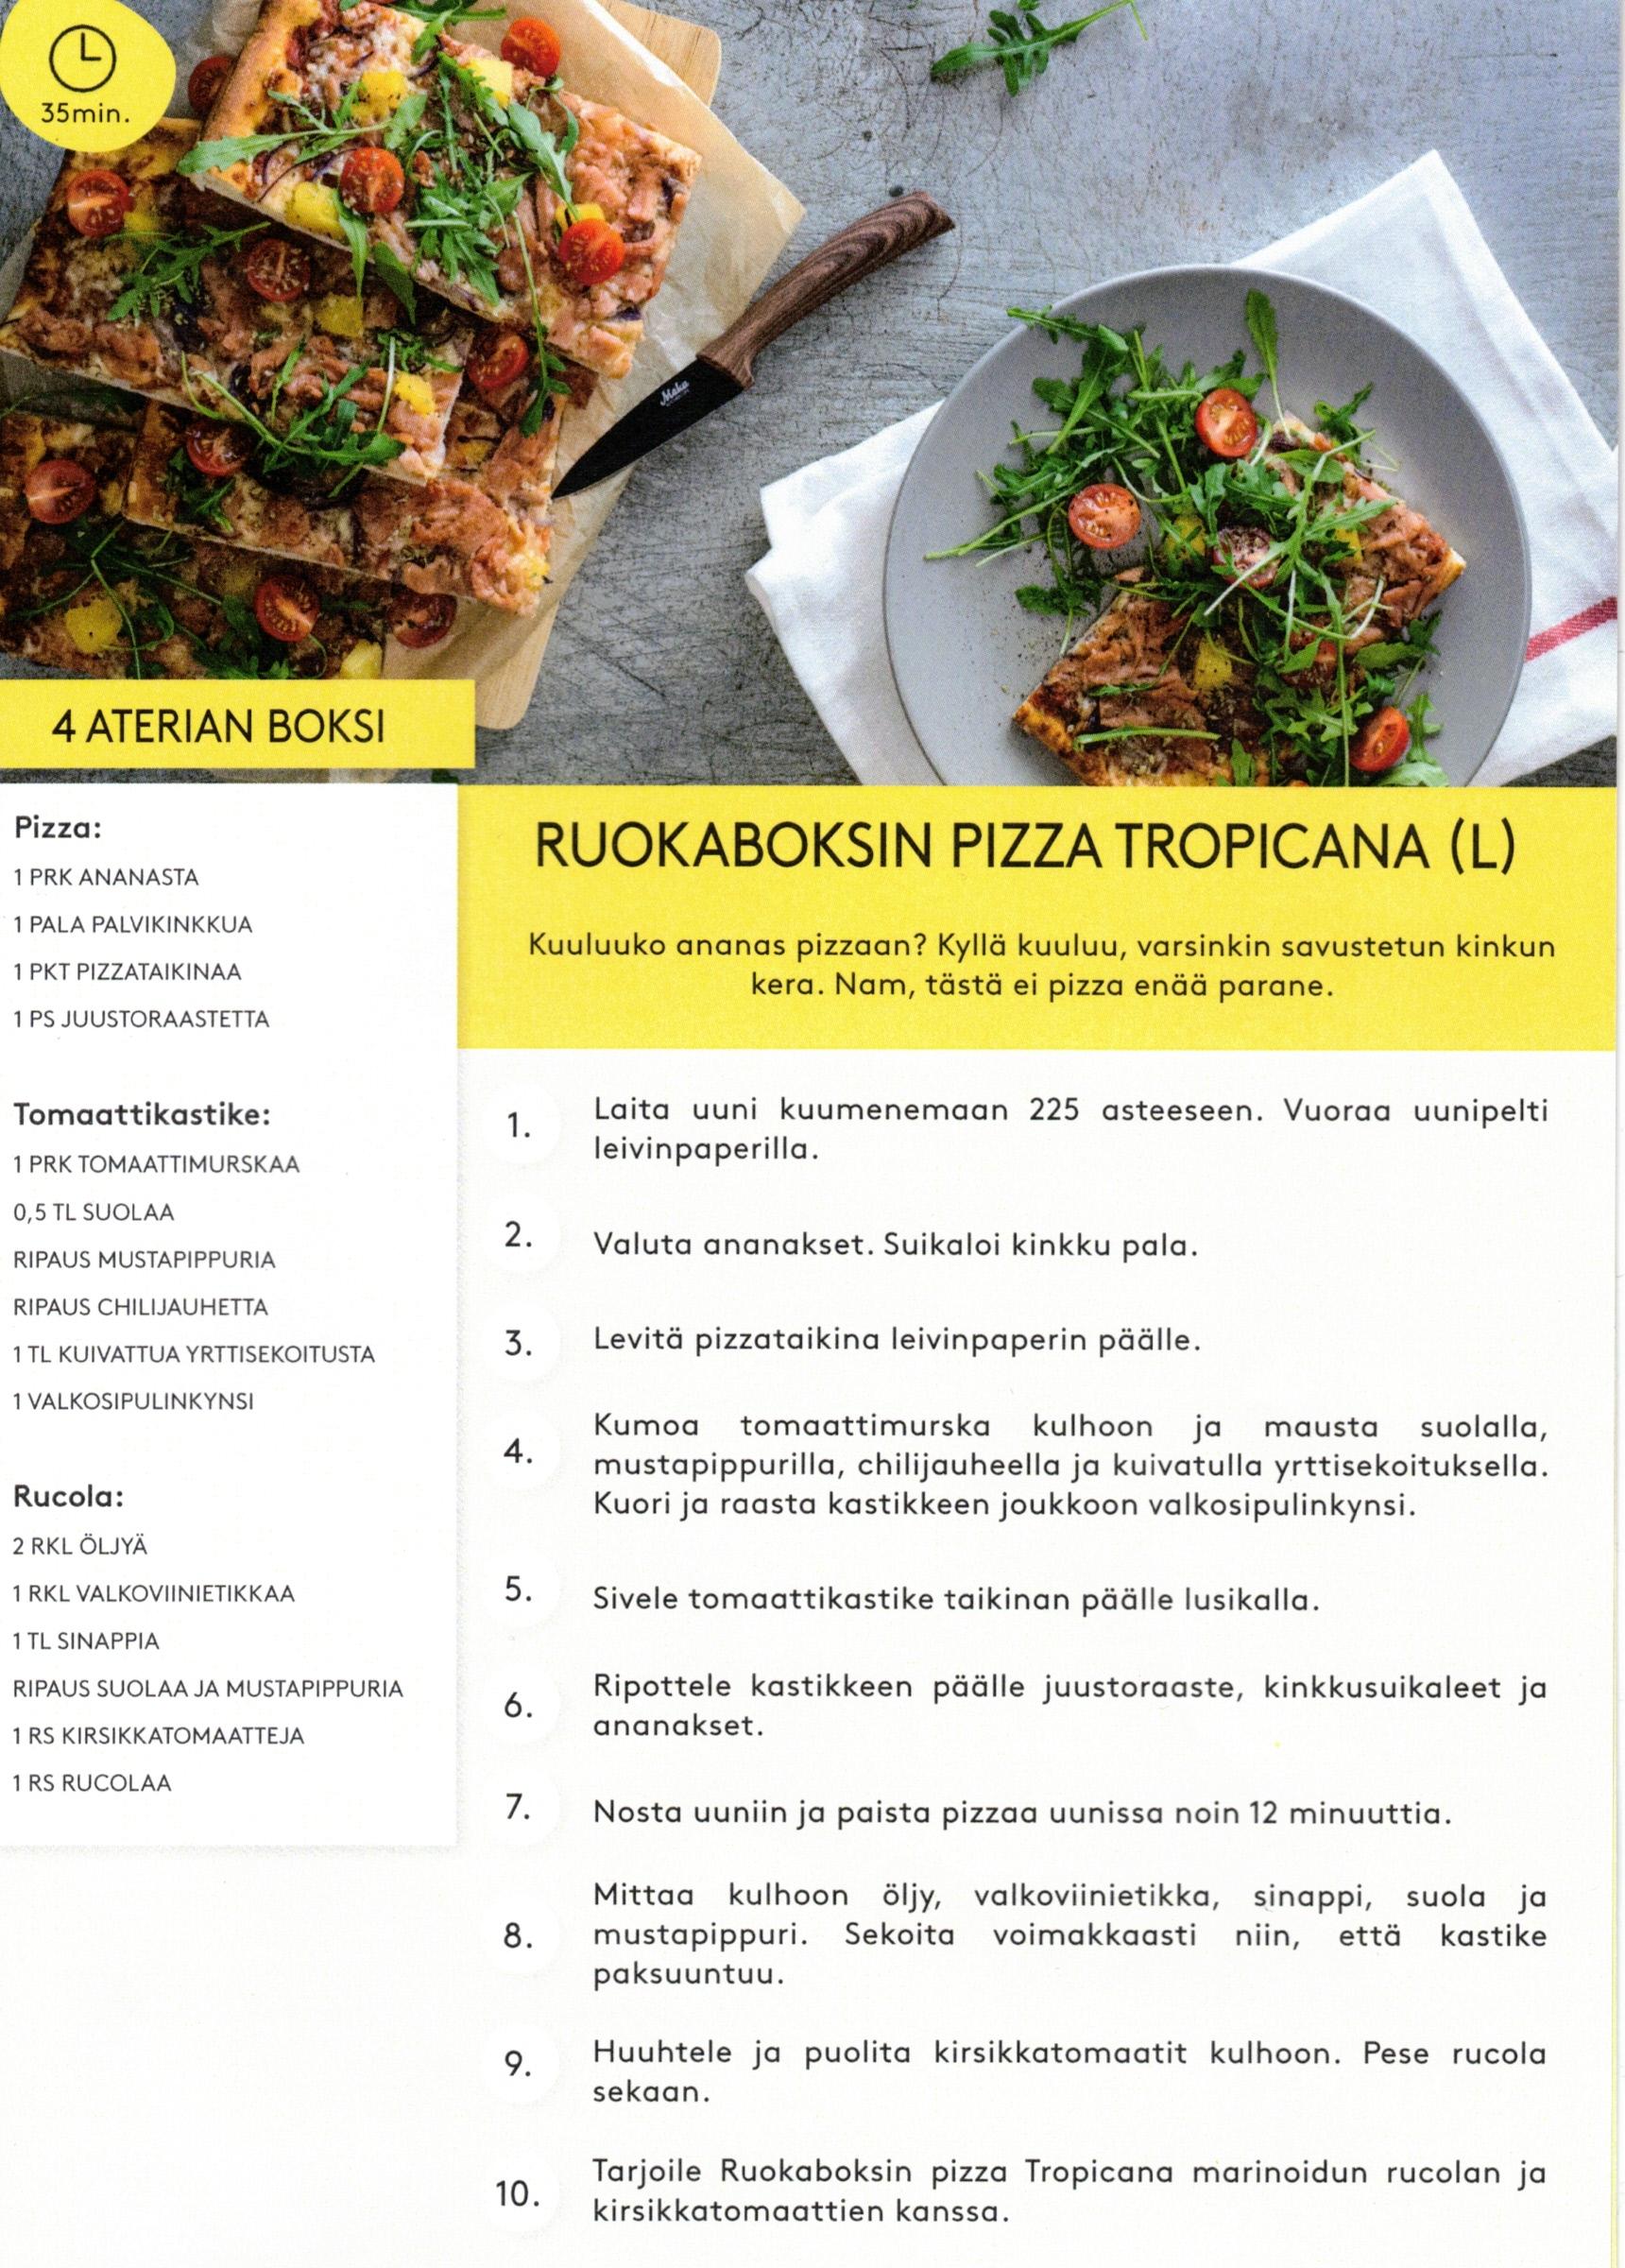 35min.
Maku
4 ATERIAN BOKSI
Pizza:
1 PRK ANANASTA
1 PALA PALVIKINKKUA
1 PKT PIZZATAIKINAA
1 PS JUUSTORAASTETTA
Tomaattikastike:
1 PRK TOMAATTIMURSKAA
0,5 TL SUOLAA
RIPAUS MUSTAPIPPURIA
RIPAUS CHILIJAUHETTA
1 TL KUIVATTUA YRTTISEKOITUSTA
1 VALKOSIPULINKYNSI
Rucola:
2 RKL ÖLJYÄ
1 RKL VALKOVIINIETIKKAA
1 TL SINAPPIA
RIPAUS SUOLAA JA MUSTAPIPPURIA
1 RS KIRSIKKATOMAATTEJA
1 RS RUCOLAA
RUOKABOKSIN PIZZA TROPICANA (L)
Kuuluuko ananas pizzaan? Kyllä kuuluu, varsinkin savustetun kinkun
kera. Nam, tästä ei pizza enää parane.
1. Laita uuni kuumenemaan 225 asteeseen. Vuoraa uunipelti
leivinpaperilla.
2. Valuta ananakset. Suikaloi kinkku pala.
3. Levitä pizzataikina leivinpaperin päälle.
4. Kumoa tomaattimurska kulhoon ja mausta suolalla,
mustapippurilla, chilijauheella ja kuivatulla yrttisekoituksella.
Kuori ja raasta kastikkeen joukkoon valkosipulinkynsi.
5. Sivele tomaattikastike taikinan päälle lusikalla.
6. Ripottele kastikkeen päälle juustoraaste, kinkkusuikaleet ja
ananakset.
7. Nosta uuniin ja paista pizzaa uunissa noin 12 minuuttia.
8. Mittaa kulhoon öljy, valkoviinietikka, sinappi, suola ja
mustapippuri. Sekoita voimakkaasti niin, että kastike
paksuuntuu.
9. Huuhtele ja puolita kirsikkatomaatit kulhoon. Pese rucola
sekaan.
10. Tarjoile Ruokaboksin pizza Tropicana marinoidun rucolan ja
kirsikkatomaattien kanssa.